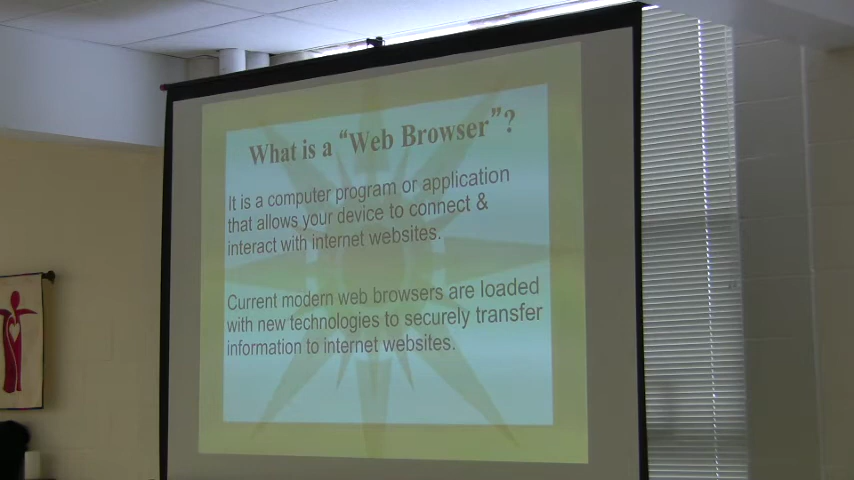 What is a “Web Browser”?
It is a computer program or application
that allows your device to connect &
interact with internet websites.
Current modern web browsers are loaded
with new technologies to securely transfer
information to internet websites.